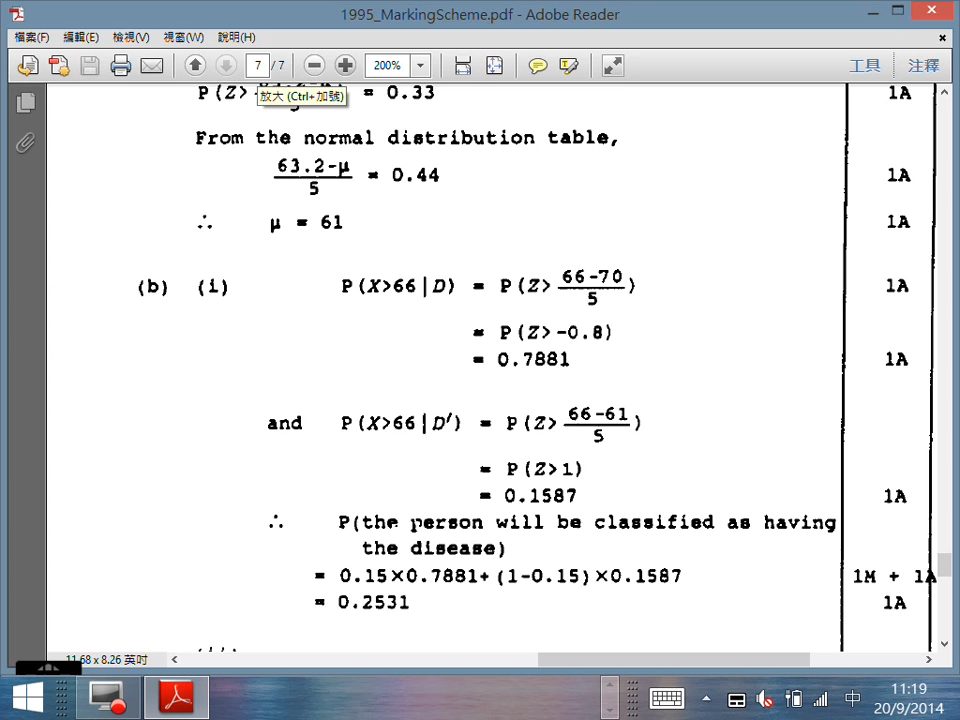 1995_MarkingScheme.pdf - Adobe Reader
檔案(F) 編輯(E) 檢視(V) 視窗(W) 說明(H)
7 / 7 200% 工具 注釋
P(Z> = 0.33 1A
放大 (Ctrl+加號)
From the normal distribution table,
63.2-μ
5
= 0.44 1A
∴ μ = 61 1A
(b) (i) P(X>66|D) = P(Z> 66-70
5
) 1A
= P(Z>-0.8)
= 0.7881 1A
and P(X>66|D′) = P(Z> 66-61
5
)
= P(Z>1)
= 0.1587 1A
∴ P(the person will be classified as having
the disease)
= 0.15×0.7881+(1-0.15)×0.1587 1M + 1A
= 0.2531 1A
11.68 x 8.26 英吋
中
11:19
20/9/2014